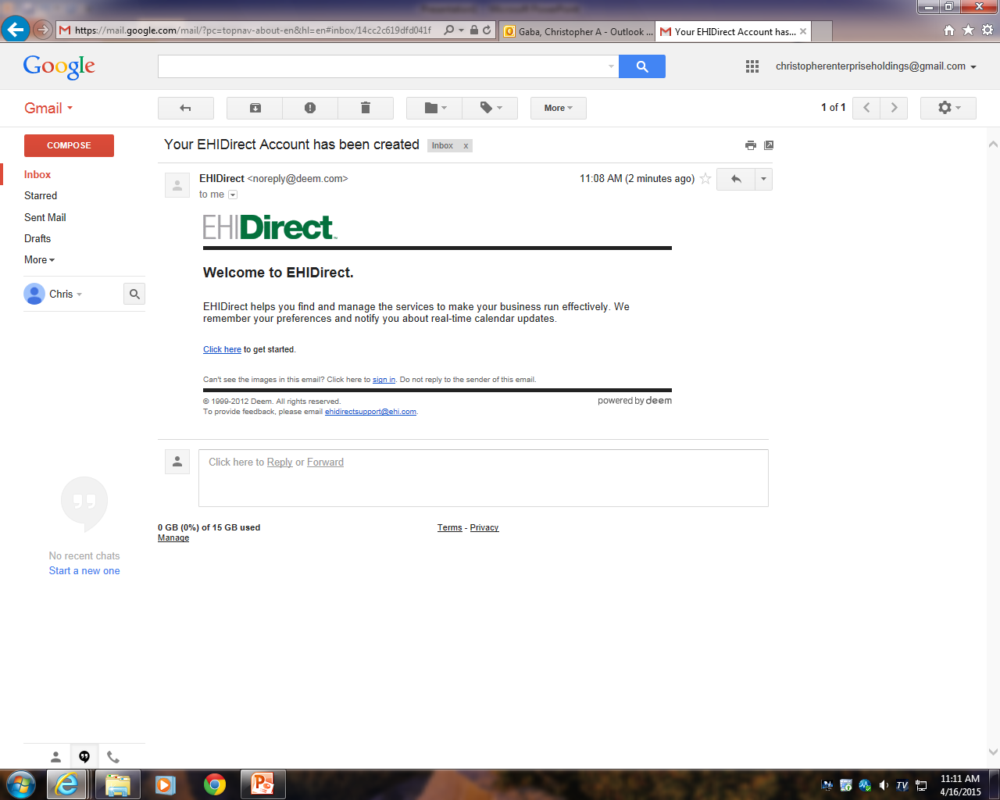 https://mail.google.com/mail/?pc=topnav-about-en&hl=en#inbox/14cc2c619dfd041f
Gaba, Christopher A - Outlook ...
Your EHIDirect Account has...
Google
christopherenterpriseholdings@gmail.com
Gmail
More
1 of 1
COMPOSE
Your EHIDirect Account has been created
Inbox x
Inbox
Starred
Sent Mail
Drafts
More
Chris
EHIDirect <noreply@deem.com>
11:08 AM (2 minutes ago)
to me
EHIDirect™
Welcome to EHIDirect.
EHIDirect helps you find and manage the services to make your business run effectively. We
remember your preferences and notify you about real-time calendar updates.
Click here to get started.
Can't see the images in this email? Click here to sign in. Do not reply to the sender of this email.
© 1999-2012 Deem. All rights reserved.
powered by deem
To provide feedback, please email ehidirectsupport@ehi.com.
Click here to Reply or Forward
0 GB (0%) of 15 GB used
Manage
Terms - Privacy
No recent chats
Start a new one
TV
11:11 AM
4/16/2015